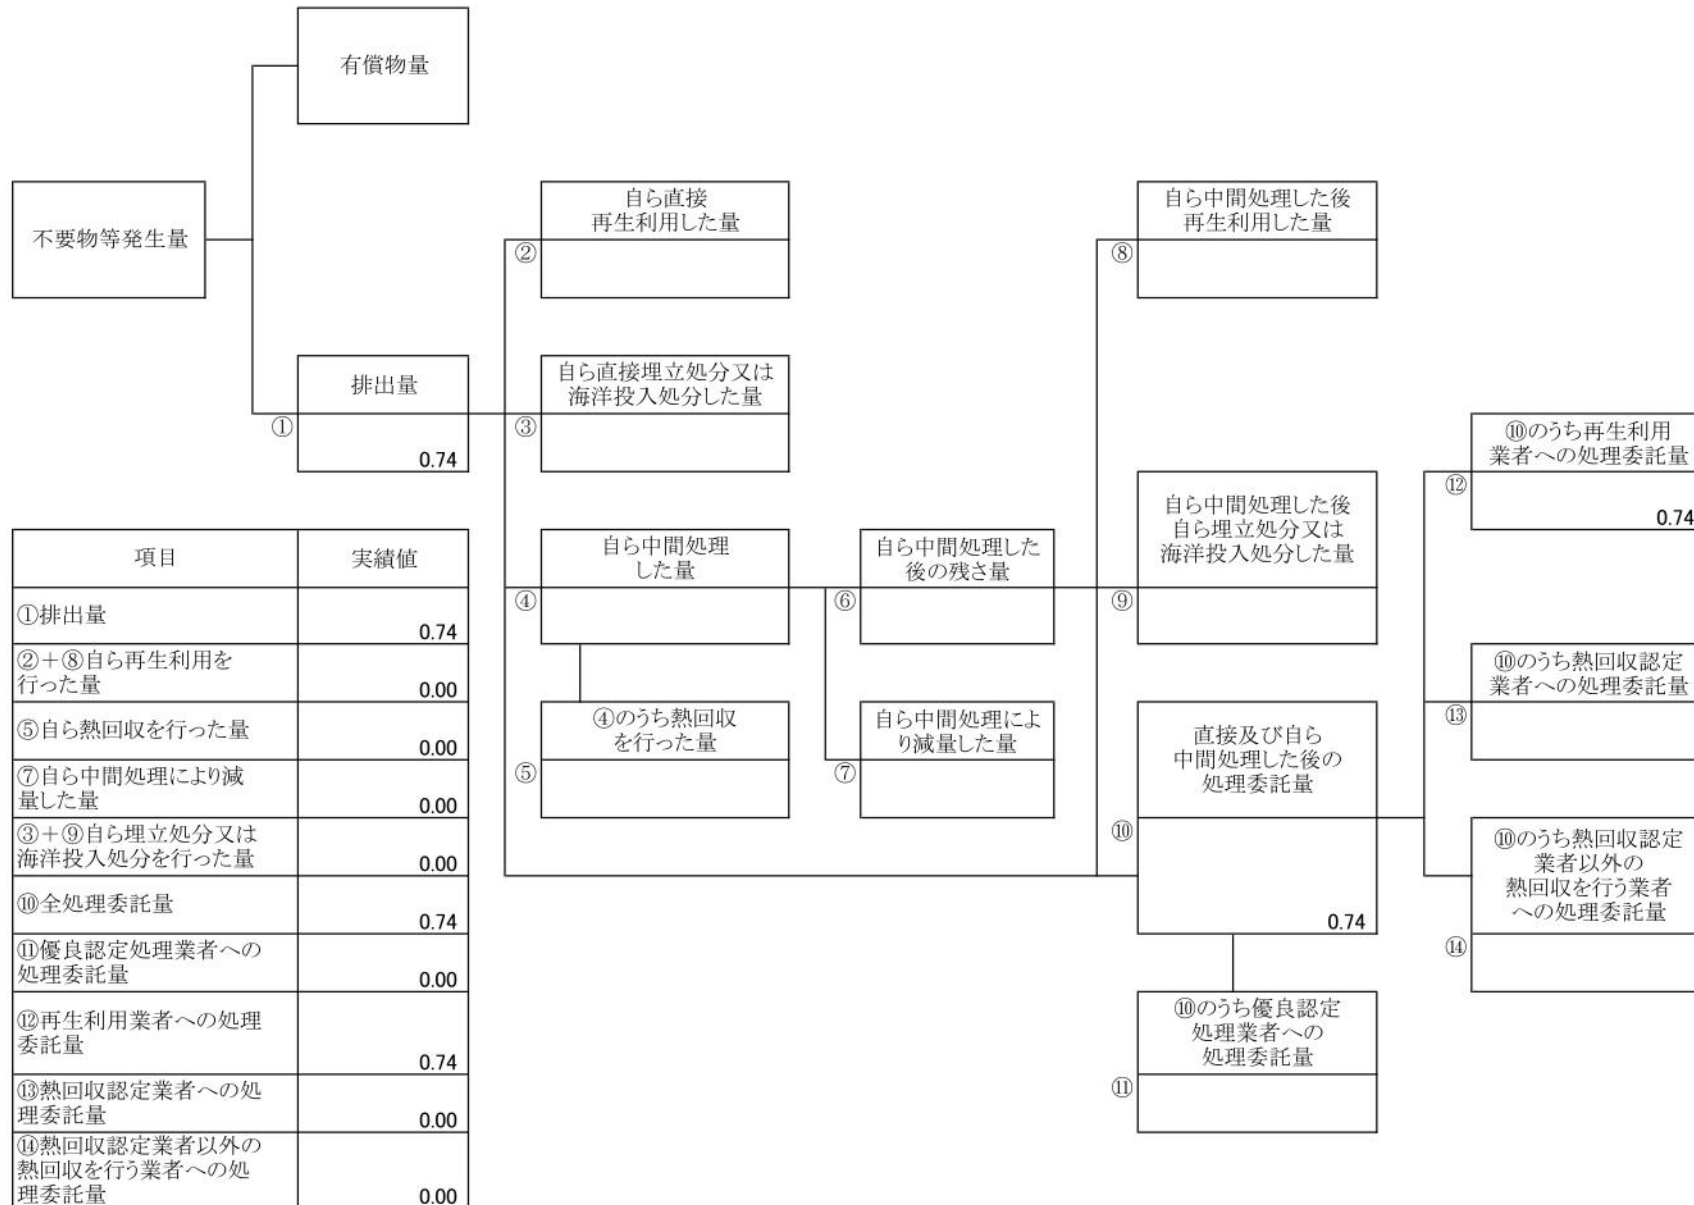 有償物量
不要物等発生量
自ら直接
再生利用した量
②
自ら中間処理した後
再生利用した量
⑧
排出量
①
0.74
自ら直接埋立処分又は
海洋投入処分した量
③
⑩のうち再生利用
業者への処理委託量
⑫
0.74
自ら中間処理
した量
④
自ら中間処理した
後の残さ量
⑥
自ら中間処理した後
自ら埋立処分又は
海洋投入処分した量
⑨
⑩のうち熱回収認定
業者への処理委託量
⑬
④のうち熱回収
を行った量
⑤
自ら中間処理によ
り減量した量
⑦
直接及び自ら
中間処理した後の
処理委託量
⑩
0.74
⑩のうち熱回収認定
業者以外の
熱回収を行う業者
への処理委託量
⑭
⑩のうち優良認定
処理業者への
処理委託量
⑪
項目 実績値
①排出量
0.74
②+⑧自ら再生利用を
行った量
0.00
⑤自ら熱回収を行った量
0.00
⑦自ら中間処理により減
量した量
0.00
③+⑨自ら埋立処分又は
海洋投入処分を行った量
0.00
⑩全処理委託量
0.74
⑪優良認定処理業者への
処理委託量
0.00
⑫再生利用業者への処理
委託量
0.74
⑬熱回収認定業者への処
理委託量
0.00
⑭熱回収認定業者以外の
熱回収を行う業者への処
理委託量
0.00